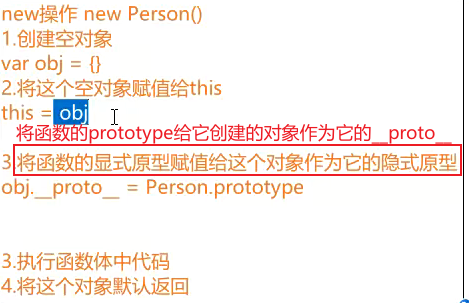 new操作 new Person()
1.创建空对象
var obj = {}
2.将这个空对象赋值给this
this = obj
将函数的prototype给它创建的对象作为它的__proto__
3.将函数的显式原型赋值给这个对象作为它的隐式原型
obj.__proto__ = Person.prototype
3.执行函数体中代码
4.将这个对象默认返回